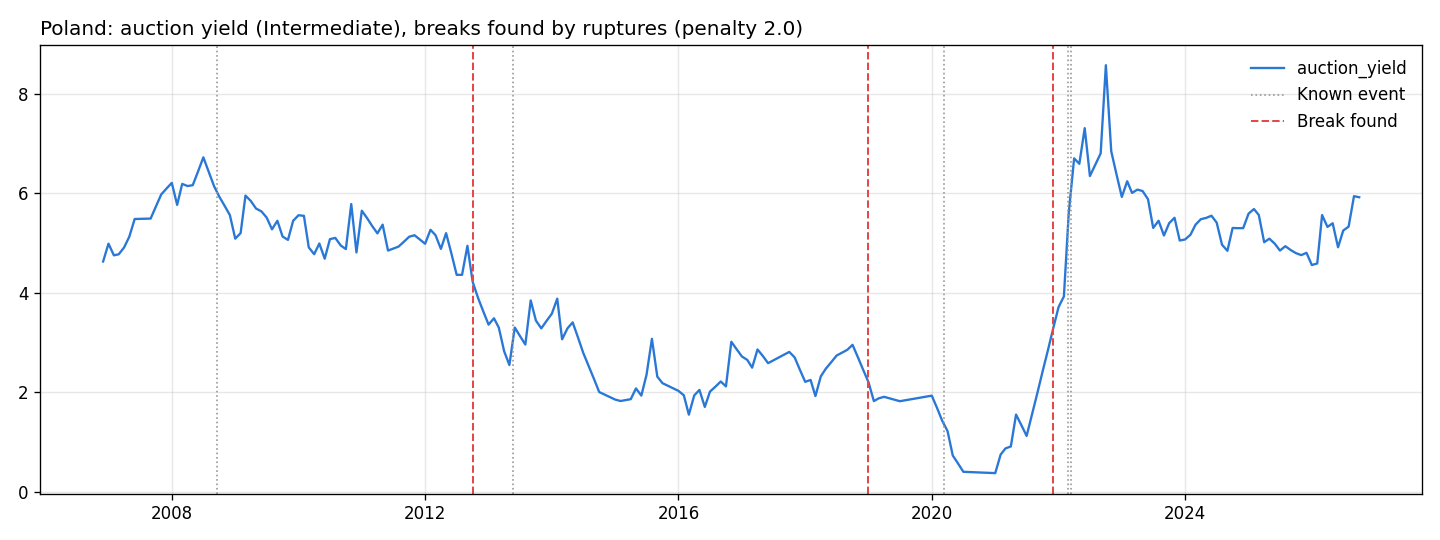 Poland: auction yield (Intermediate), breaks found by ruptures (penalty 2.0)
auction_yield
Known event
Break found
8
6
4
2
0
2008
2012
2016
2020
2024